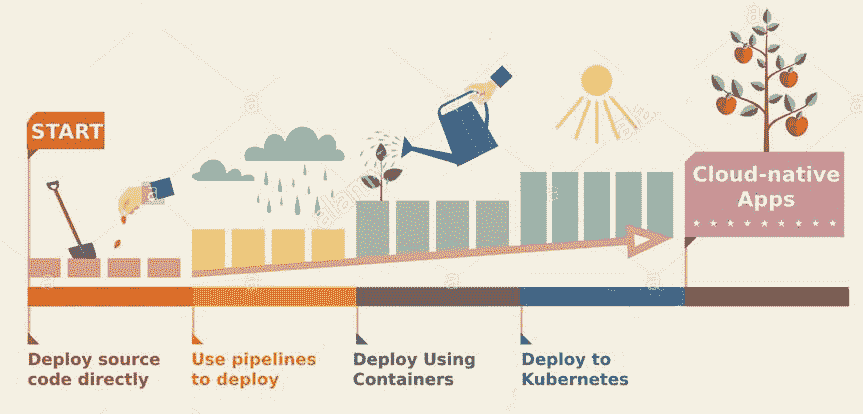 START
Cloud-native
Apps
Deploy source
code directly
Use pipelines
to deploy
Deploy Using
Containers
Deploy to
Kubernetes